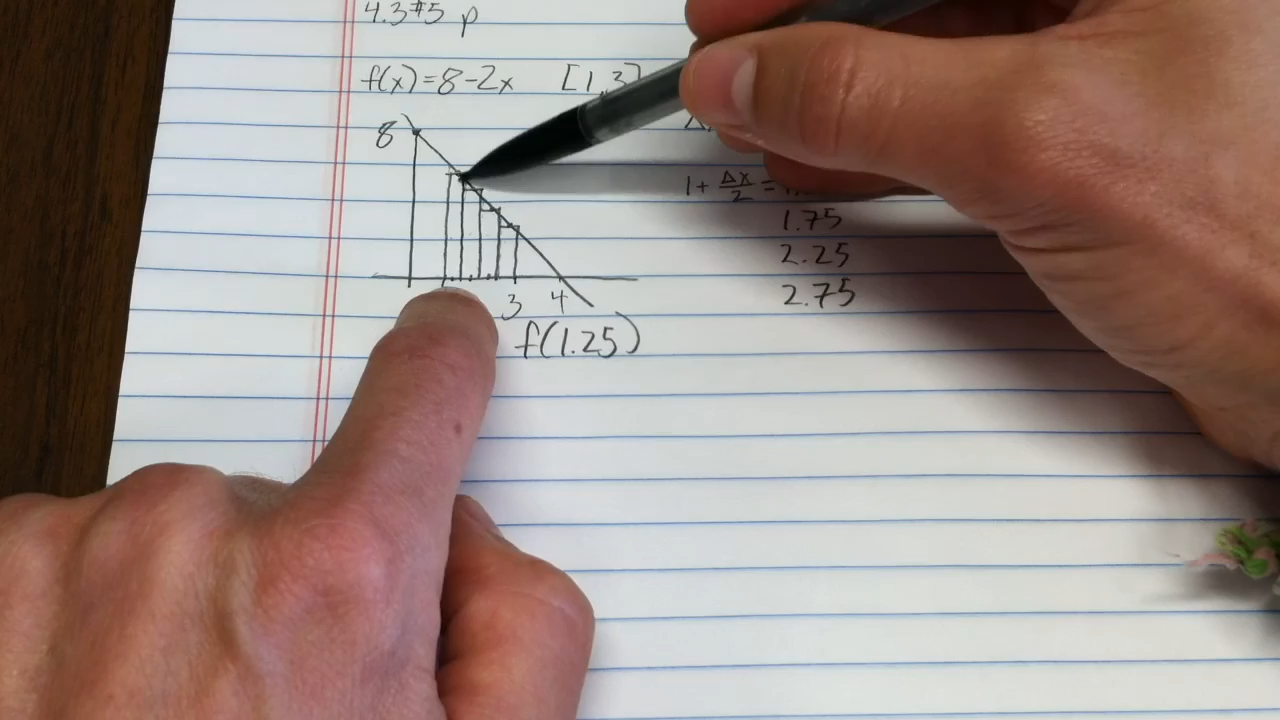 4.3#5 p
f(x)=8-2x [1,3]
8
1+Δx/2=
1.75
2.25
2.75
3 4
f(1.25)